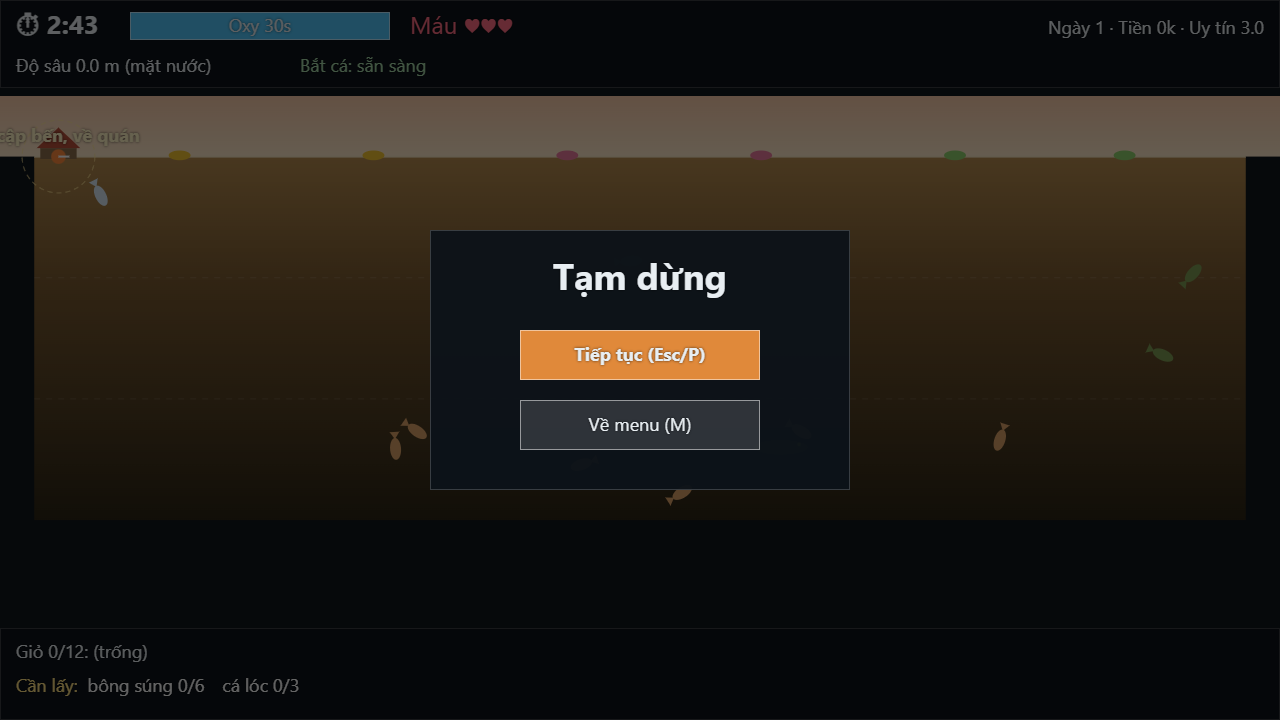 ⏱ 2:43
Oxy 30s
Máu ♥♥♥
Ngày 1 · Tiền 0k · Uy tín 3.0
Độ sâu 0.0 m (mặt nước)
Bắt cá: sẵn sàng
cập bến, về quán
Tạm dừng
Tiếp tục (Esc/P)
Về menu (M)
Giỏ 0/12: (trống)
Cần lấy: bông súng 0/6 cá lóc 0/3